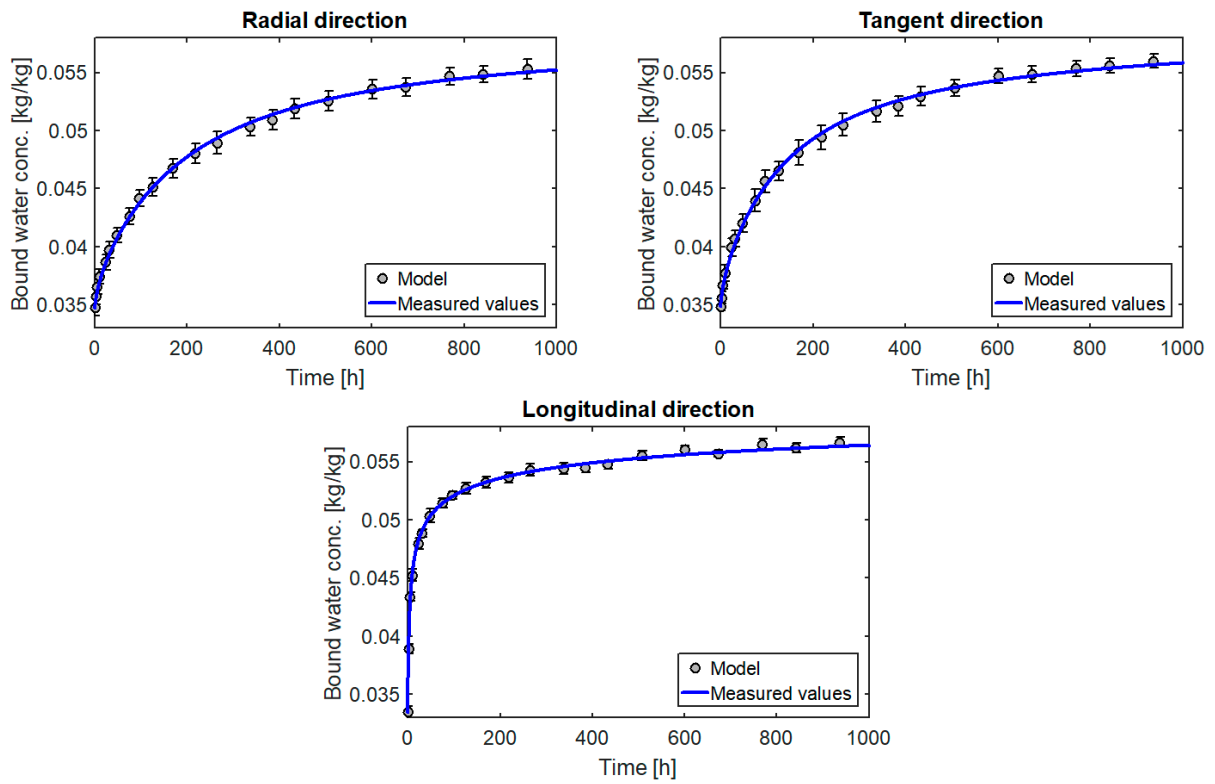 Radial direction
Bound water conc. [kg/kg]
0.055
0.05
0.045
0.04
0.035
Model
Measured values
0 200 400 600 800 1000
Time [h]
Tangent direction
Bound water conc. [kg/kg]
0.055
0.05
0.045
0.04
0.035
Model
Measured values
0 200 400 600 800 1000
Time [h]
Longitudinal direction
Bound water conc. [kg/kg]
0.055
0.05
0.045
0.04
0.035
Model
Measured values
0 200 400 600 800 1000
Time [h]